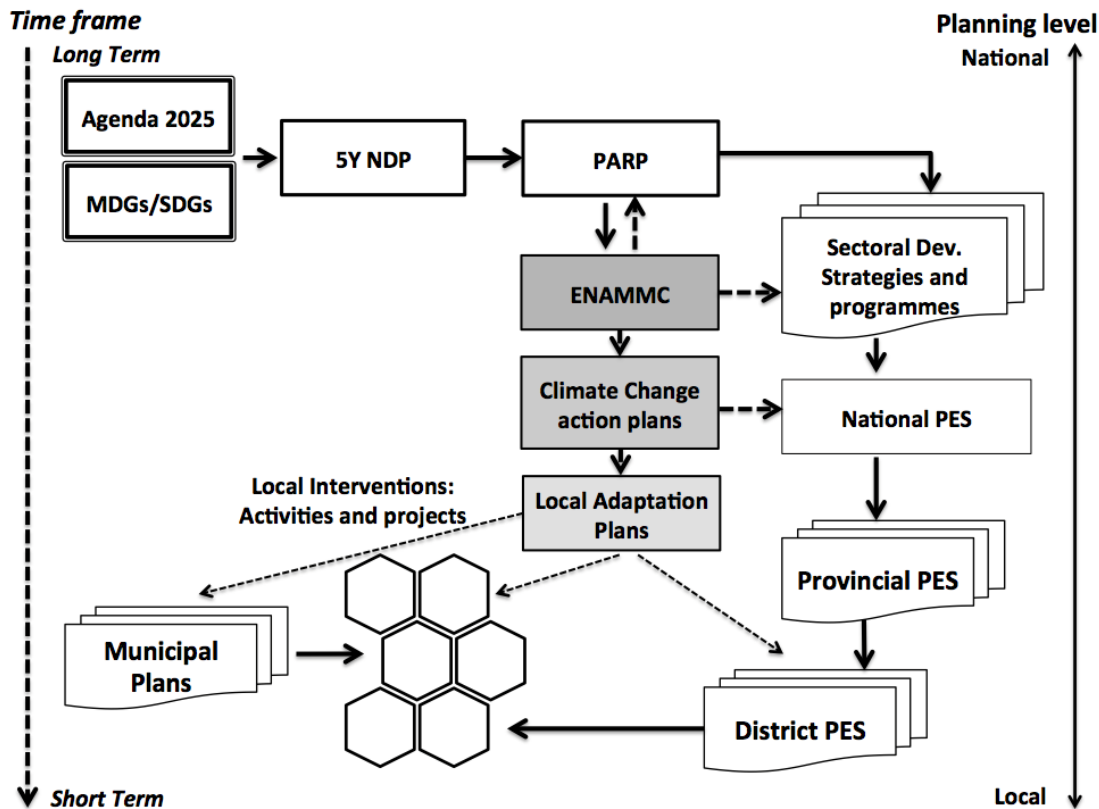 Time frame
Planning level
Long Term
National
Agenda 2025
5Y NDP
PARP
MDGs/SDGs
Sectoral Dev.
Strategies and
programmes
ENAMMC
Climate Change
action plans
National PES
Local Interventions:
Activities and projects
Local Adaptation
Plans
Provincial PES
Municipal
Plans
District PES
Short Term
Local